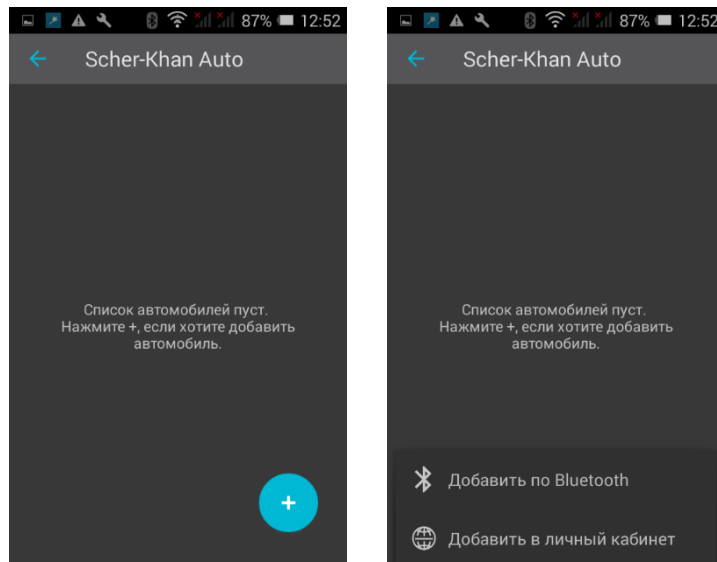 87% 12:52
Scher-Khan Auto
Список автомобилей пуст.
Нажмите +, если хотите добавить
автомобиль.
+
87% 12:52
Scher-Khan Auto
Список автомобилей пуст.
Нажмите +, если хотите добавить
автомобиль.
Добавить по Bluetooth
Добавить в личный кабинет